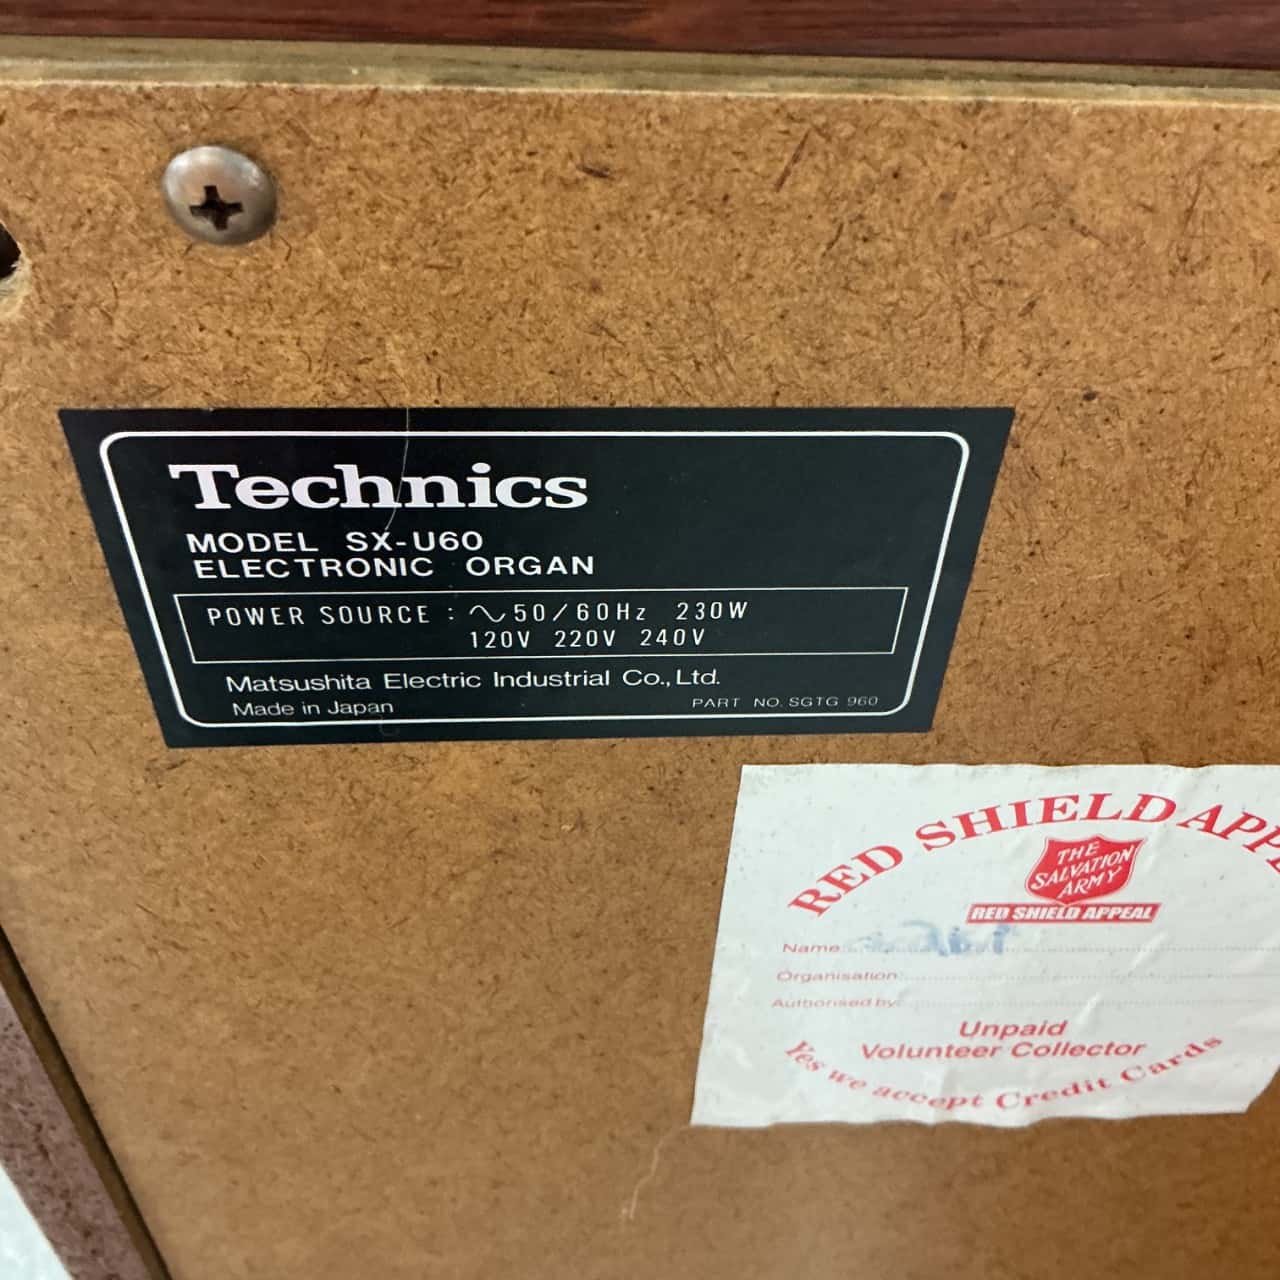 Technics
MODEL SX-U60
ELECTRONIC ORGAN
POWER SOURCE : ∿ 50/60Hz 230W
120V 220V 240V
Matsushita Electric Industrial Co., Ltd.
Made in Japan
PART NO. SGTG 960
RED SHIELD
THE
SALVATION
ARMY
RED SHIELD APPEAL
Name
Organisation
Authorised by
Unpaid
Volunteer Collector
Yes we accept Credit Cards